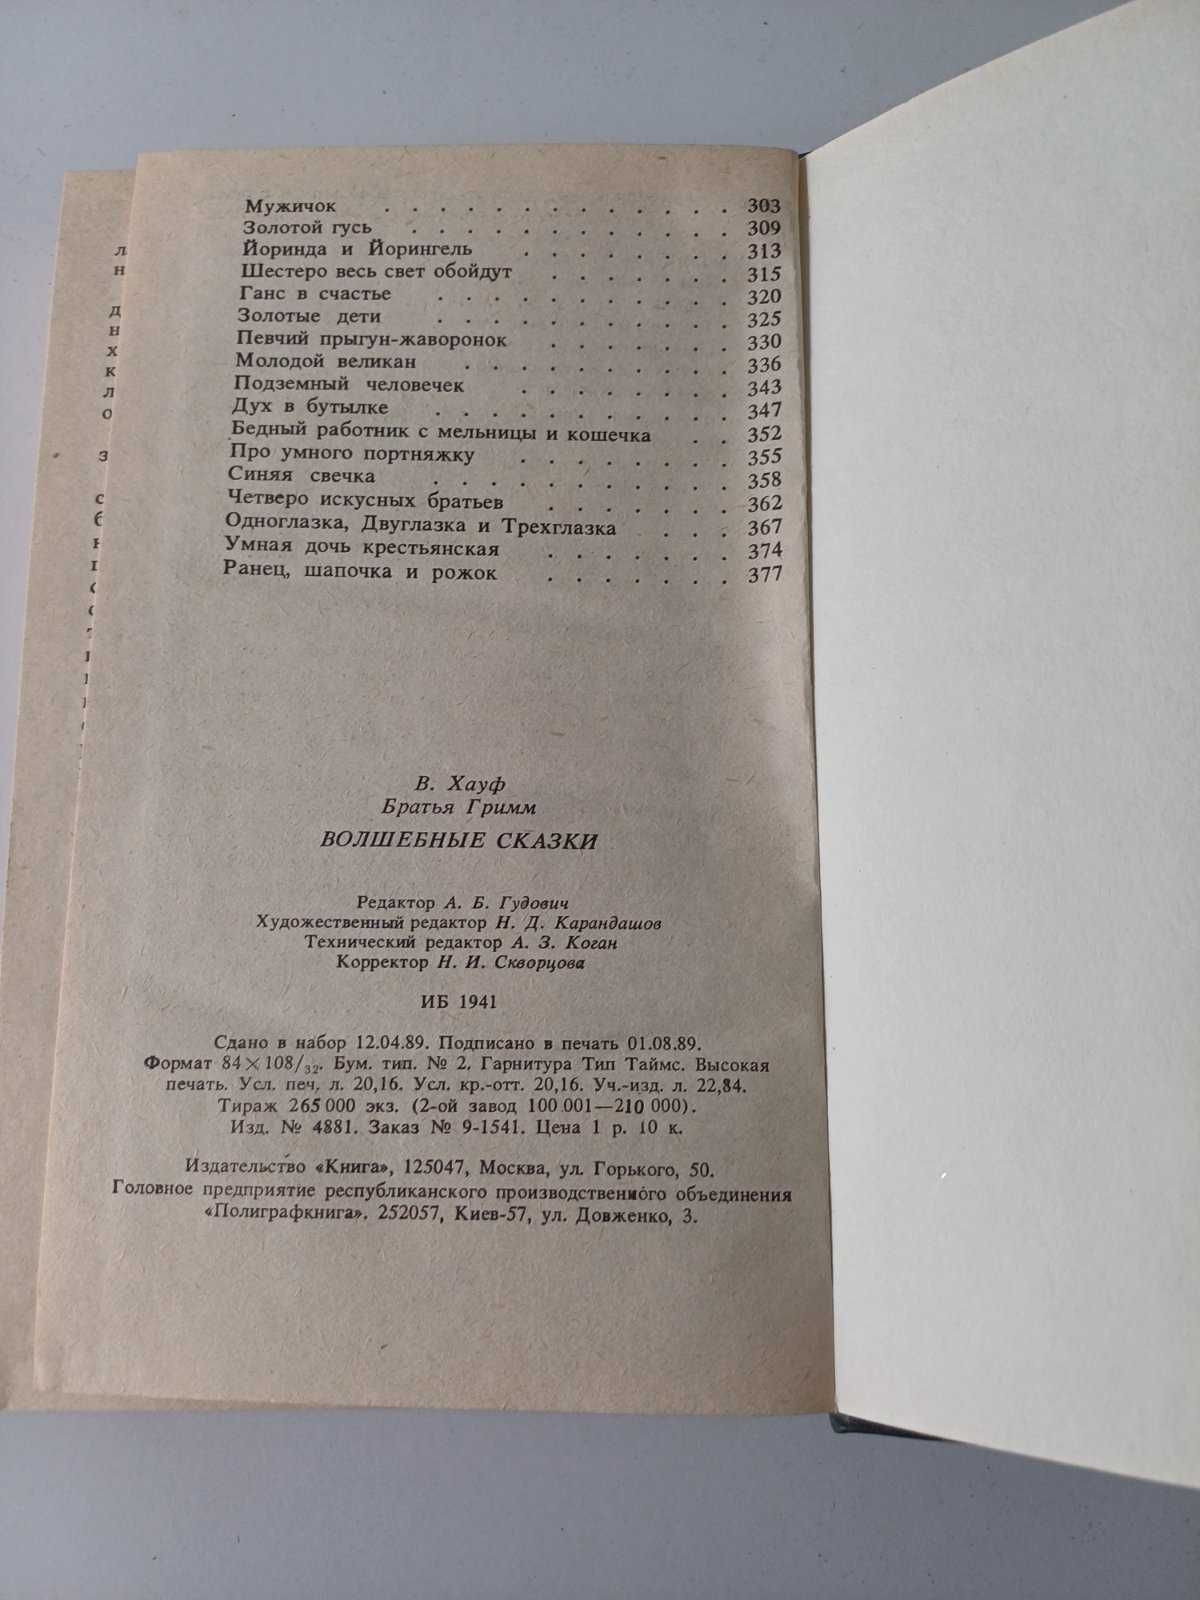 Мужичок . . . . . . . . . . . . . 303
Золотой гусь . . . . . . . . . . . . 309
Йоринда и Йорингель . . . . . . . . 313
Шестеро весь свет обойдут . . . . . . . 315
Ганс в счастье . . . . . . . . . . . 320
Золотые дети . . . . . . . . . . . 325
Певчий прыгун-жаворонок . . . . . . . 330
Молодой великан . . . . . . . . . . 336
Подземный человечек . . . . . . . . 343
Дух в бутылке . . . . . . . . . . . 347
Бедный работник с мельницы и кошечка . . 352
Про умного портняжку . . . . . . . . 355
Синяя свечка . . . . . . . . . . . 358
Четверо искусных братьев . . . . . . . 362
Одноглазка, Двуглазка и Трехглазка . . . 367
Умная дочь крестьянская . . . . . . . 374
Ранец, шапочка и рожок . . . . . . . 377
В. Хауф
Братья Гримм
ВОЛШЕБНЫЕ СКАЗКИ
Редактор А. Б. Гудович
Художественный редактор Н. Д. Карандашов
Технический редактор А. З. Коган
Корректор Н. И. Скворцова
ИБ 1941
Сдано в набор 12.04.89. Подписано в печать 01.08.89.
Формат 84×108/32. Бум. тип. № 2. Гарнитура Тип Таймс. Высокая
печать. Усл. печ. л. 20,16. Усл. кр.-отт. 20,16. Уч.-изд. л. 22,84.
Тираж 265 000 экз. (2-ой завод 100 001—210 000).
Изд. № 4881. Заказ № 9-1541. Цена 1 р. 10 к.
Издательство «Книга», 125047, Москва, ул. Горького, 50.
Головное предприятие республиканского производственного объединения
«Полиграфкнига». 252057, Киев-57, ул. Довженко, 3.